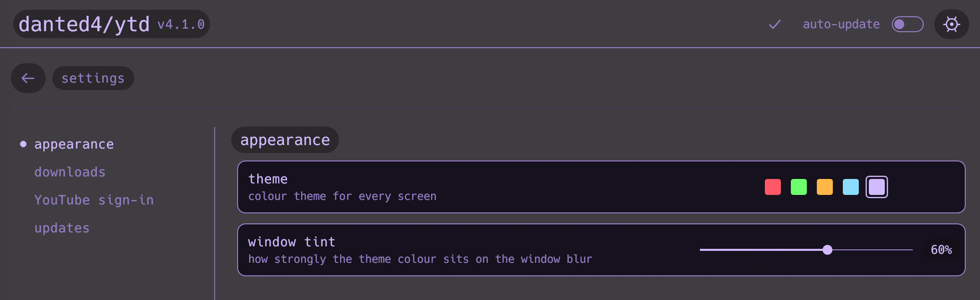 danted4/ytd v4.1.0
auto-update
settings
appearance
downloads
YouTube sign-in
updates
appearance
theme
colour theme for every screen
window tint
how strongly the theme colour sits on the window blur
60%